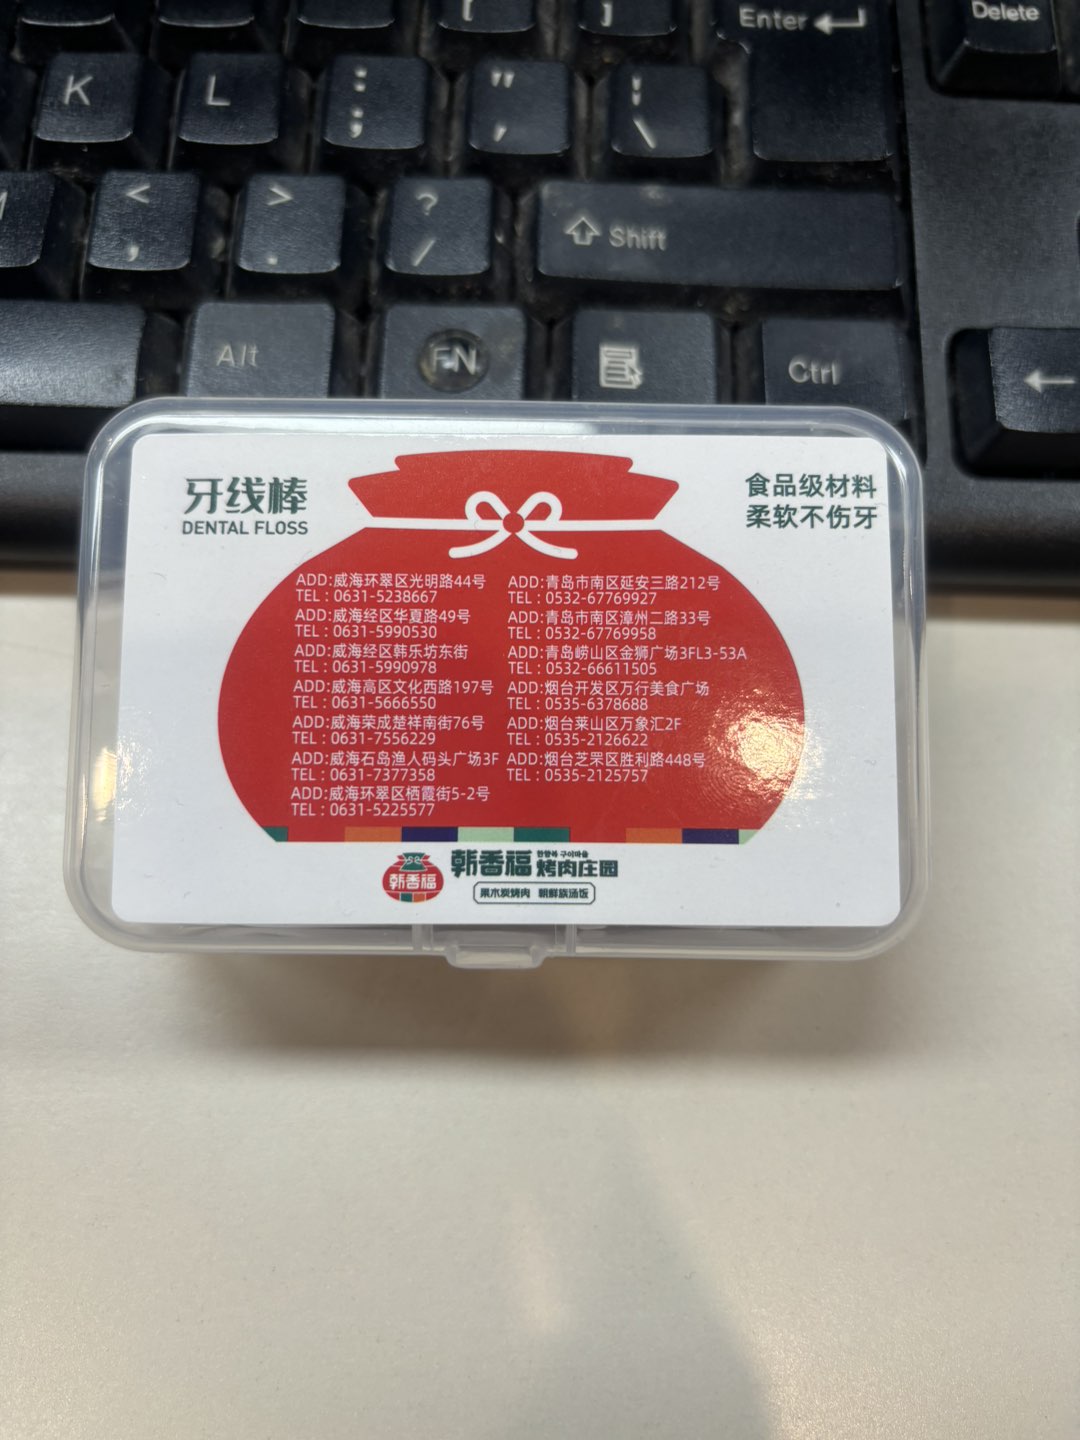 [
]
Enter
Delete
K
L
:
;
"
'
¦
\
<
,
>
.
?
/
Shift
Alt
FN
Ctrl
牙线棒
DENTAL FLOSS
食品级材料
柔软不伤牙
ADD:威海环翠区光明路44号
TEL : 0631-5238667
ADD:威海经区华夏路49号
TEL : 0631-5990530
ADD:威海经区韩乐坊东街
TEL : 0631-5990978
ADD:威海高区文化西路197号
TEL : 0631-5666550
ADD:威海荣成楚祥南街76号
TEL : 0631-7556229
ADD:威海石岛渔人码头广场3F
TEL : 0631-7377358
ADD:威海环翠区栖霞街5-2号
TEL : 0631-5225577
ADD:青岛市南区延安三路212号
TEL : 0532-67769927
ADD:青岛市南区漳州二路33号
TEL : 0532-67769958
ADD:青岛崂山区金狮广场3FL3-53A
TEL : 0532-66611505
ADD:烟台开发区万行美食广场
TEL : 0535-6378688
ADD:烟台莱山区万象汇2F
TEL : 0535-2126622
ADD:烟台芝罘区胜利路448号
TEL : 0535-2125757
韩香福
韩香福 烤肉庄园
果木炭烤肉 朝鲜族汤饭